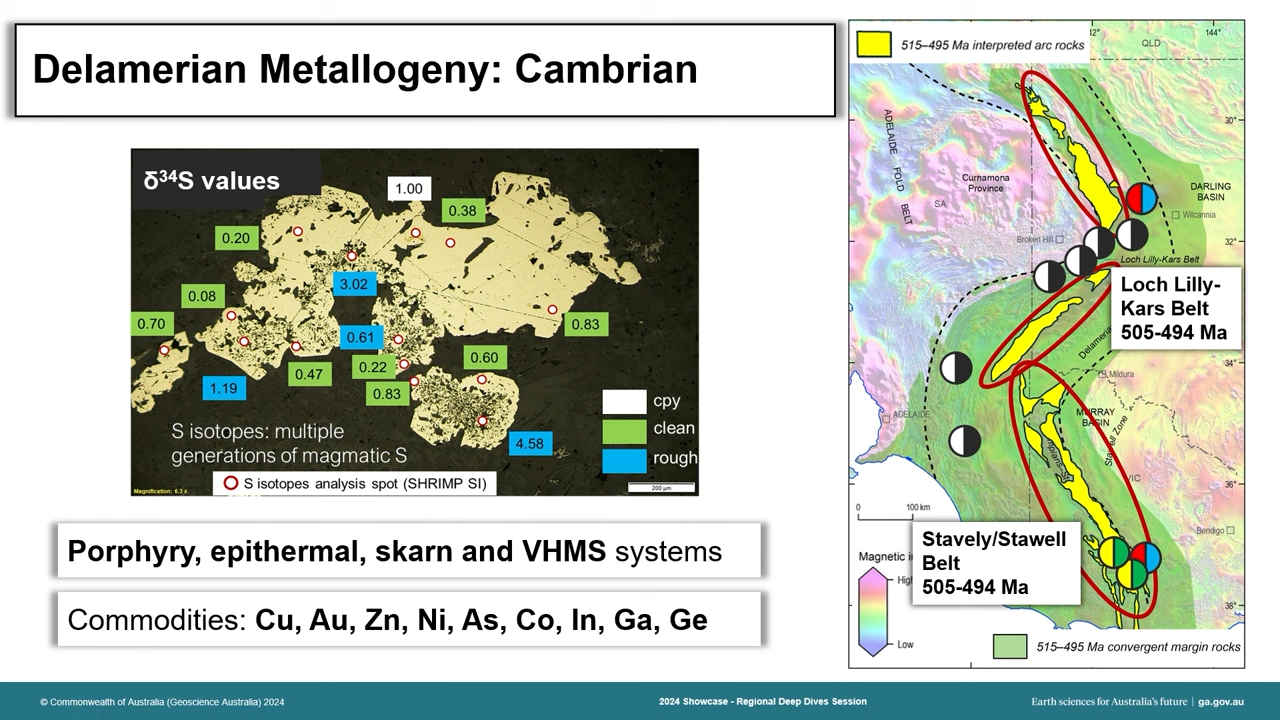 Delamerian Metallogeny: Cambrian
δ³⁴S values
1.00
0.38
0.20
3.02
0.08
0.70
0.83
0.61
0.60
0.22
0.47
1.19
0.83
4.58
cpy
clean
rough
S isotopes: multiple
generations of magmatic S
S isotopes analysis spot (SHRIMP SI)
Magnification: 6.3 x
200 µm
Porphyry, epithermal, skarn and VHMS systems
Commodities: Cu, Au, Zn, Ni, As, Co, In, Ga, Ge
515–495 Ma interpreted arc rocks
144°
QLD
30°
ADELAIDE FOLD BELT
Curnamona
Province
SA
DARLING
BASIN
Wilcannia
Broken Hill
32°
Loch Lilly-Kars Belt
Loch Lilly-
Kars Belt
505-494 Ma
34°
Mildura
ADELAIDE
MURRAY
BASIN
Zone
36°
0
100 km
Bendigo
Stavely/Stawell
Belt
505-494 Ma
Magnetic
High
Low
38°
515–495 Ma convergent margin rocks
© Commonwealth of Australia (Geoscience Australia) 2024
2024 Showcase - Regional Deep Dives Session
Earth sciences for Australia's future | ga.gov.au